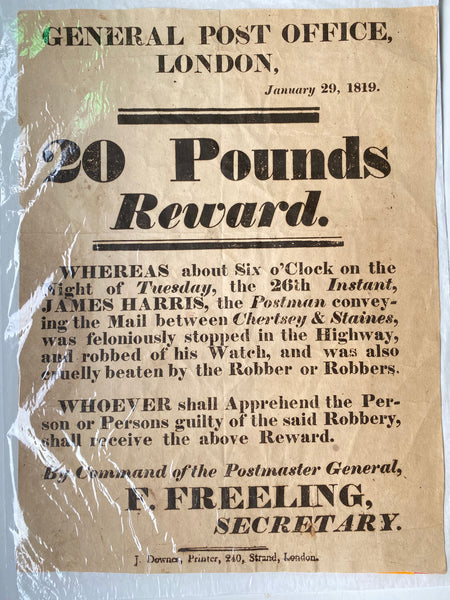 GENERAL POST OFFICE,
LONDON,
January 29, 1819.
20 Pounds
Reward.
WHEREAS about Six o'Clock on the
Night of Tuesday, the 26th Instant,
JAMES HARRIS, the Postman convey-
ing the Mail between Chertsey & Staines,
was feloniously stopped in the Highway,
and robbed of his Watch, and was also
cruelly beaten by the Robber or Robbers.
WHOEVER shall Apprehend the Per-
son or Persons guilty of the said Robbery,
shall receive the above Reward.
By Command of the Postmaster General,
F. FREELING,
SECRETARY.
J. Downes, Printer, 240, Strand, London.